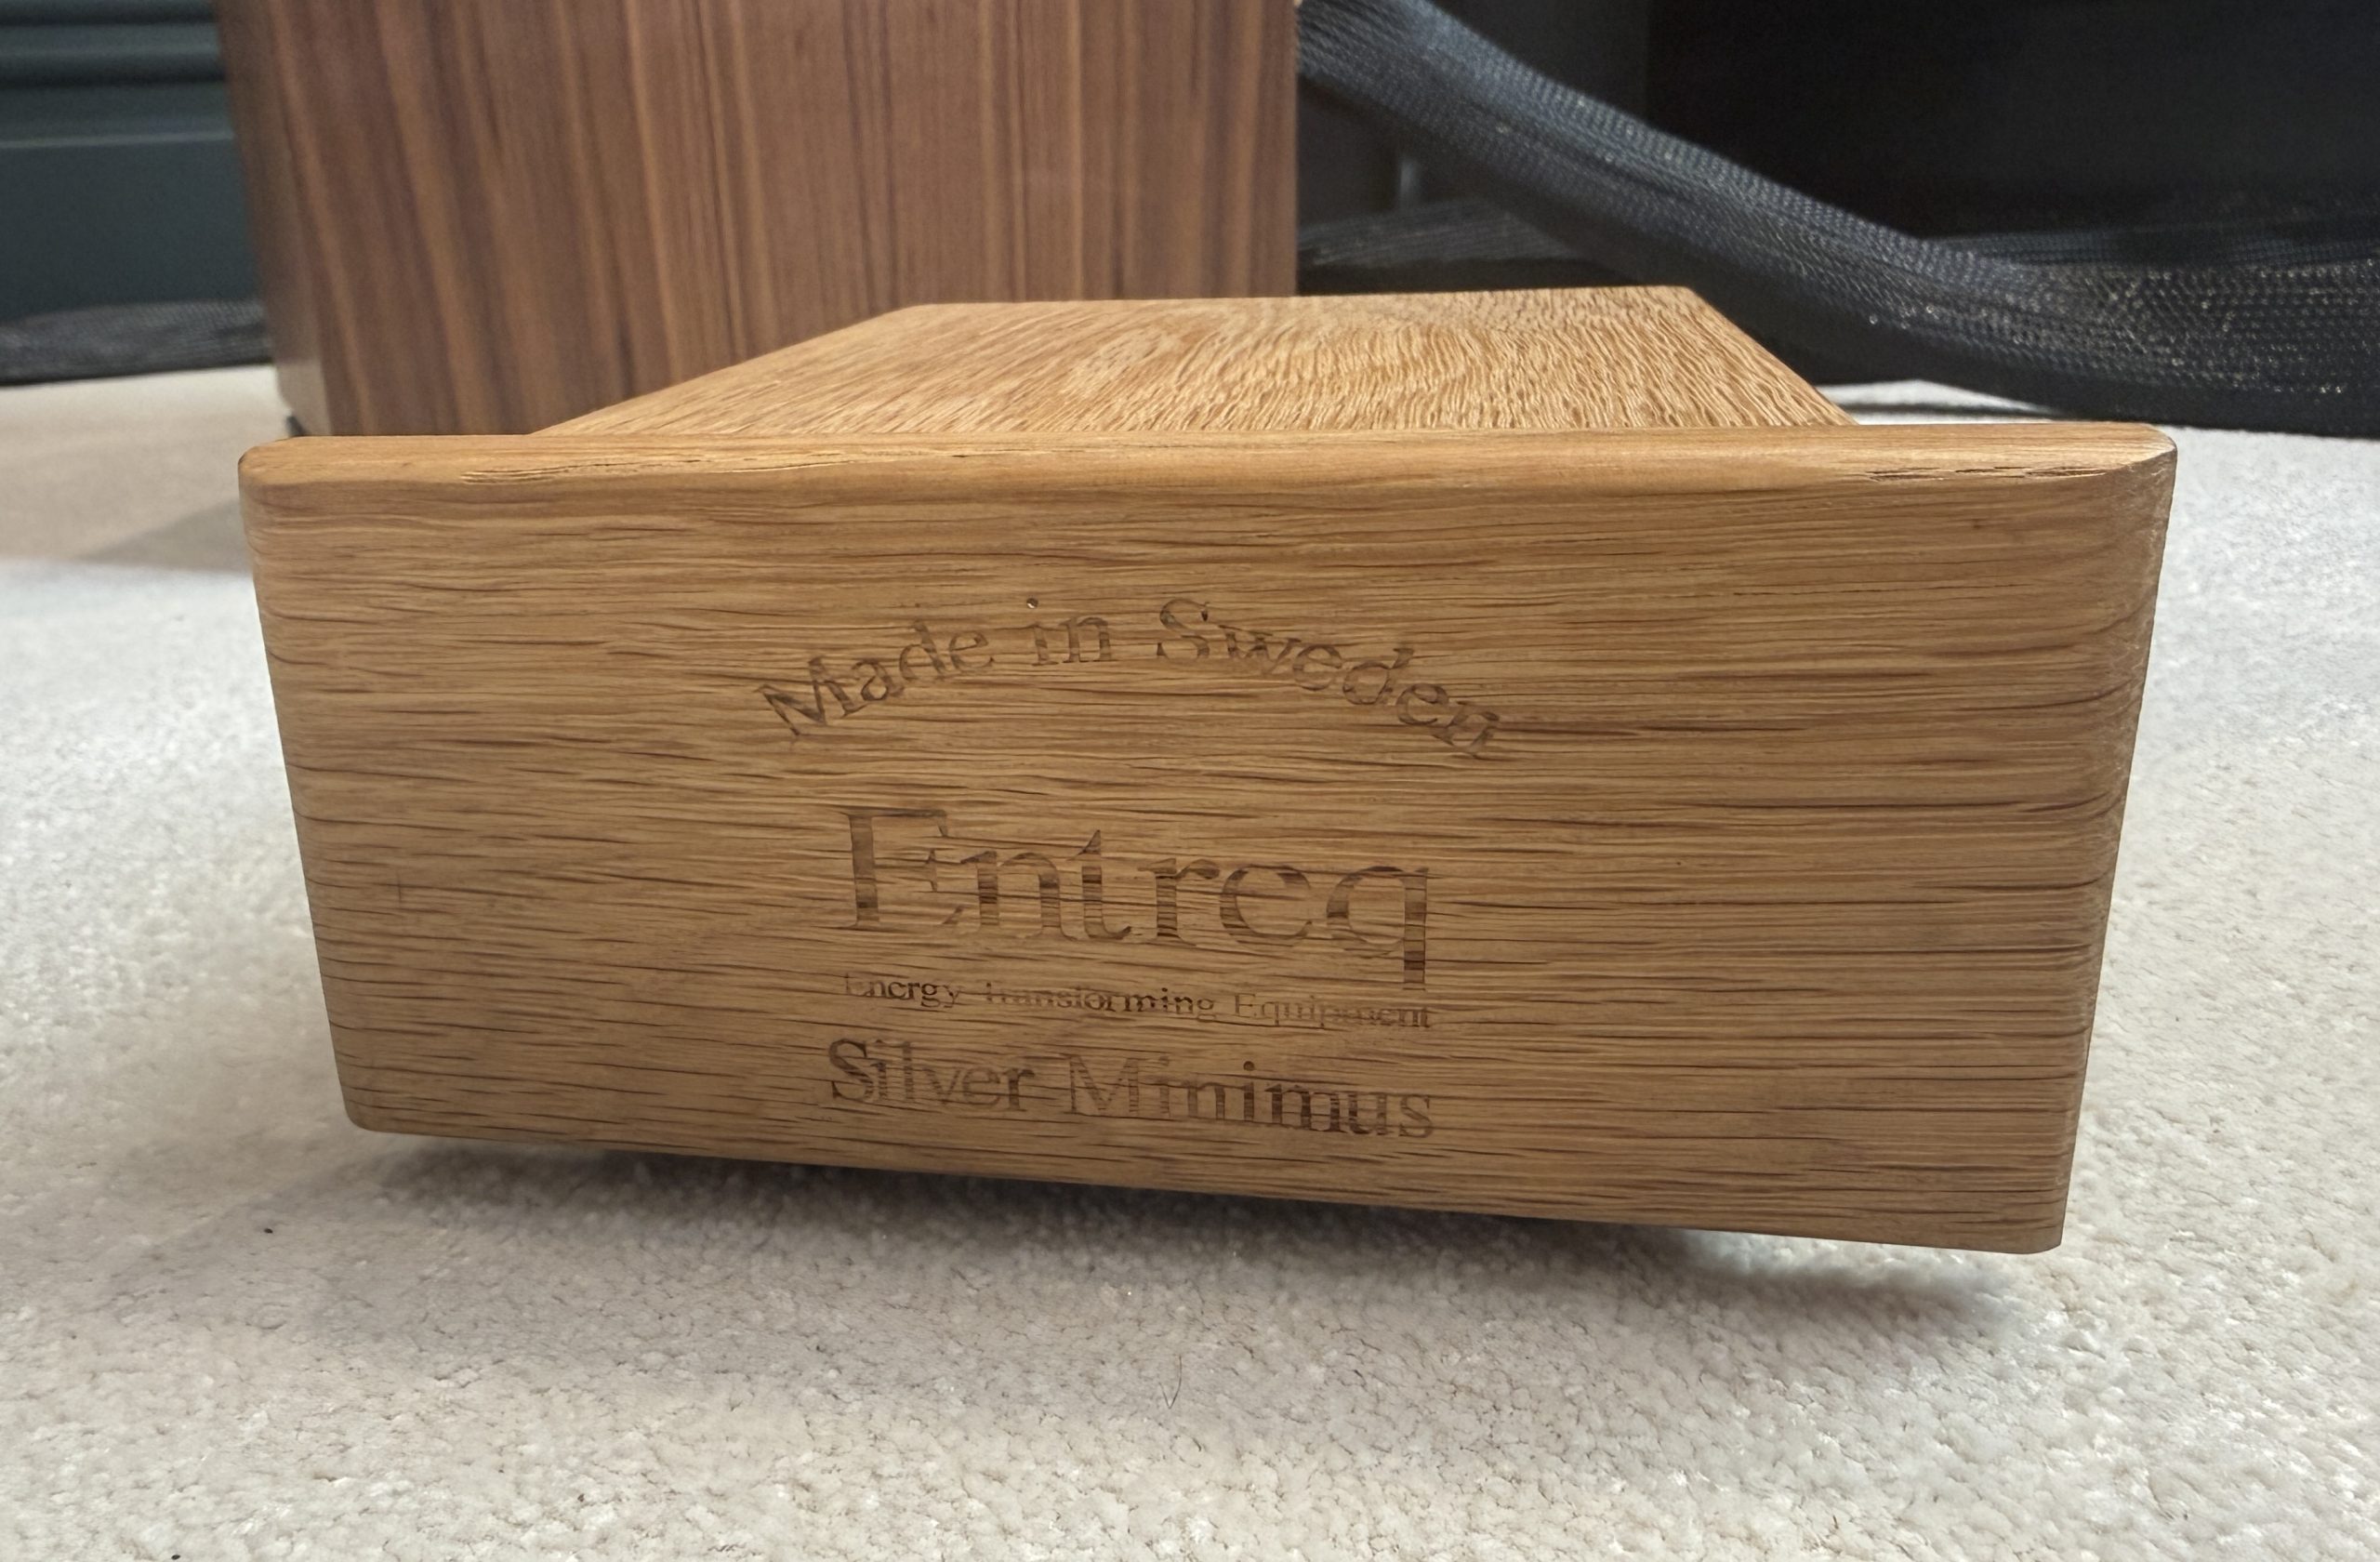 Made in Sweden
Entreq
Energy Transforming Equipment
Silver Minimus